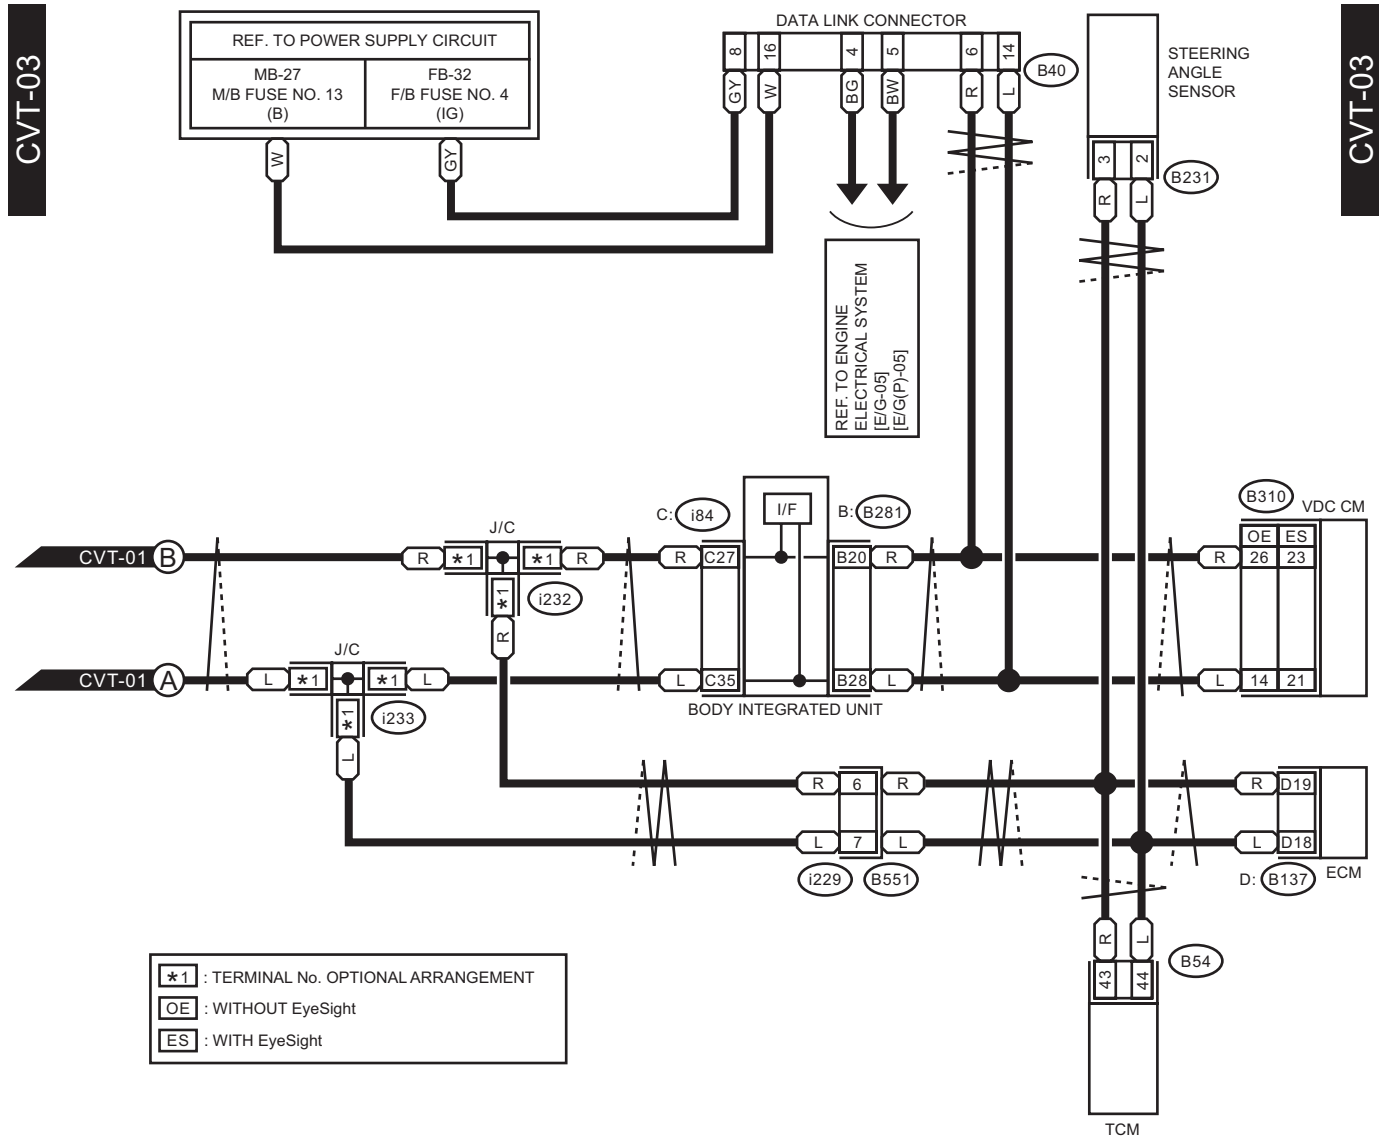 CVT-03
CVT-03
REF. TO POWER SUPPLY CIRCUIT
MB-27
M/B FUSE NO. 13
(B)
FB-32
F/B FUSE NO. 4
(IG)
W
GY
DATA LINK CONNECTOR
8
16
4
5
6
14
B40
GY
W
BG
BW
R
L
STEERING
ANGLE
SENSOR
3
2
B231
R
L
REF. TO ENGINE
ELECTRICAL SYSTEM
[E/G-05]
[E/G(P)-05]
CVT-01
B
R
*1
J/C
*1
R
*1
R
i232
C: i84
R
C27
I/F
B: B281
B20
R
B310
VDC CM
OE
ES
R
26
23
CVT-01
A
L
*1
J/C
*1
L
*1
L
i233
L
C35
BODY INTEGRATED UNIT
B28
L
L
14
21
R
6
R
R
D19
L
7
L
L
D18
i229
B551
D: B137
ECM
R
L
43
44
B54
TCM
*1 : TERMINAL No. OPTIONAL ARRANGEMENT
OE : WITHOUT EyeSight
ES : WITH EyeSight